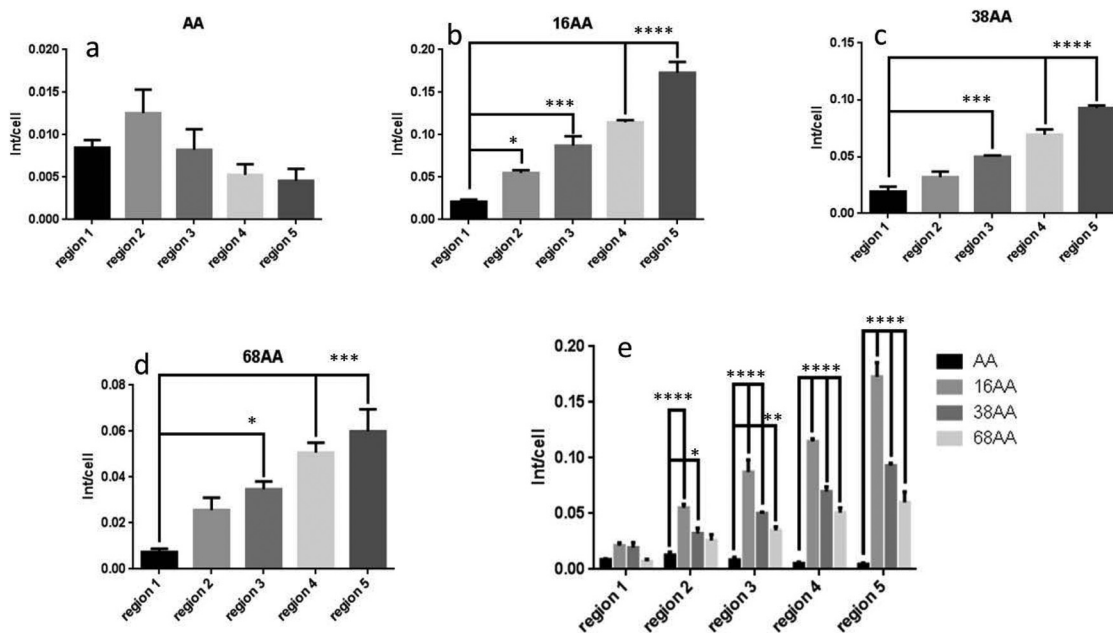 a
AA
Int/cell
0.020
0.015
0.010
0.005
0.000
region 1
region 2
region 3
region 4
region 5
b
16AA
Int/cell
0.20
0.15
0.10
0.05
0.00
*
***
****
region 1
region 2
region 3
region 4
region 5
c
38AA
Int/cell
0.15
0.10
0.05
0.00
***
****
region 1
region 2
region 3
region 4
region 5
d
68AA
Int/cell
0.08
0.06
0.04
0.02
0.00
*
***
region 1
region 2
region 3
region 4
region 5
e
Int/cell
0.20
0.15
0.10
0.05
0.00
****
*
****
**
****
****
region 1
region 2
region 3
region 4
region 5
AA
16AA
38AA
68AA